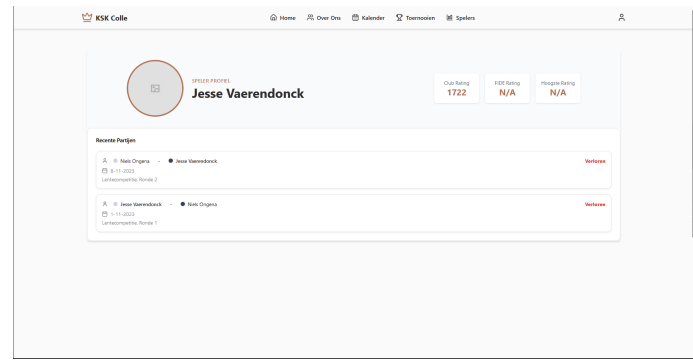 KSK Colle
Home Over Ons Kalender Toernooien Spelers
SPELER PROFIEL
Jesse Vaerendonck
Club Rating
1722
FIDE Rating
N/A
Hoogste Rating
N/A
Recente Partijen
Niels Ongena - Jesse Vaerendonck Verloren
8-11-2023
Lentecompetitie, Ronde 2
Jesse Vaerendonck - Niels Ongena Verloren
1-11-2023
Lentecompetitie, Ronde 1